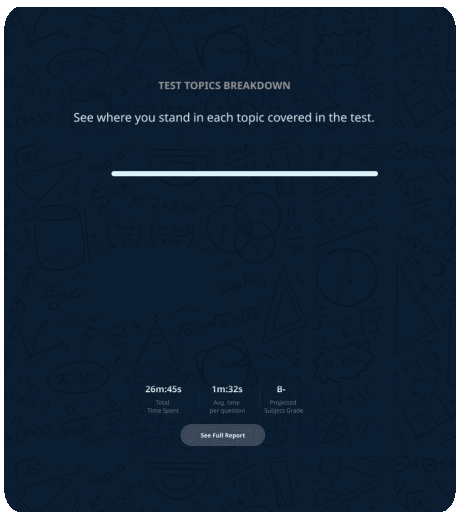 TEST TOPICS BREAKDOWN
See where you stand in each topic covered in the test.
26m:45s 1m:32s B-
Total Avg. time Projected
Time Spent per question Subject Grade
See Full Report